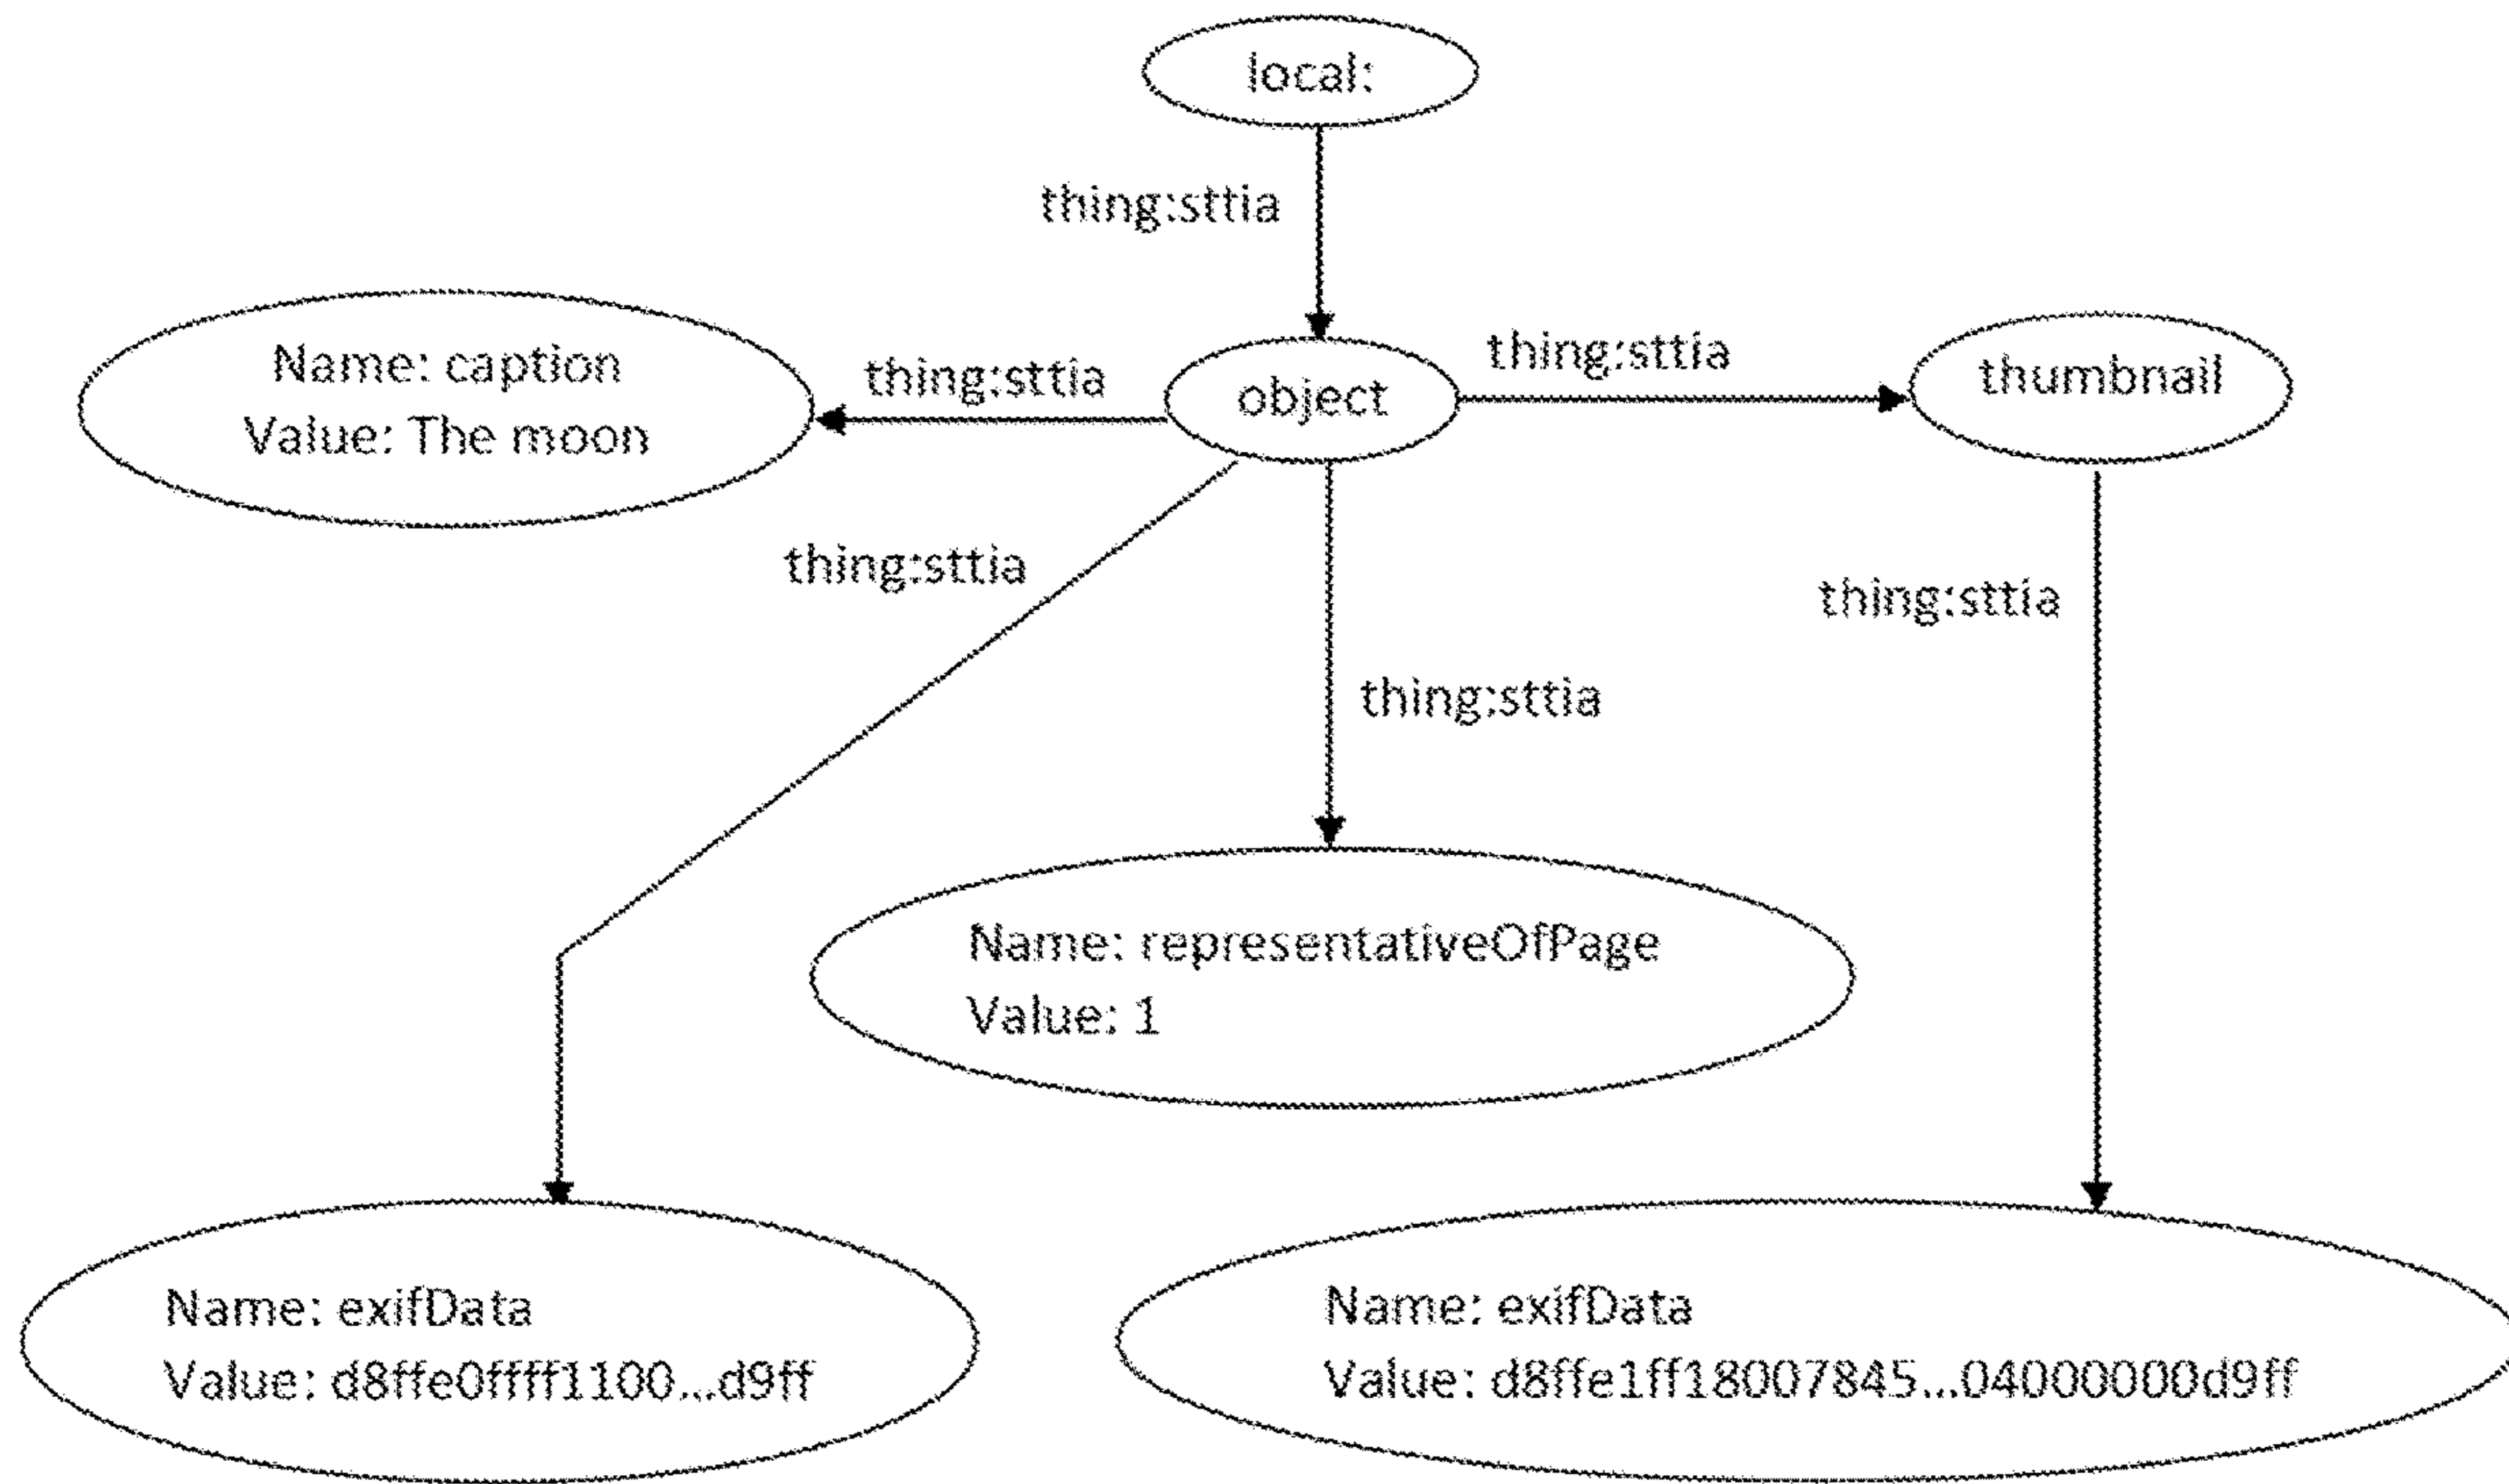 local:
thing:sttia
Name: caption
Value: The moon
thing:sttia
object
thing:sttia
thumbnail
thing:sttia
thing:sttia
thing:sttia
Name: representativeOfPage
Value: 1
Name: exifData
Value: d8ffe0ffff1100...d9ff
Name: exifData
Value: d8ffe1ff18007845...04000000d9ff